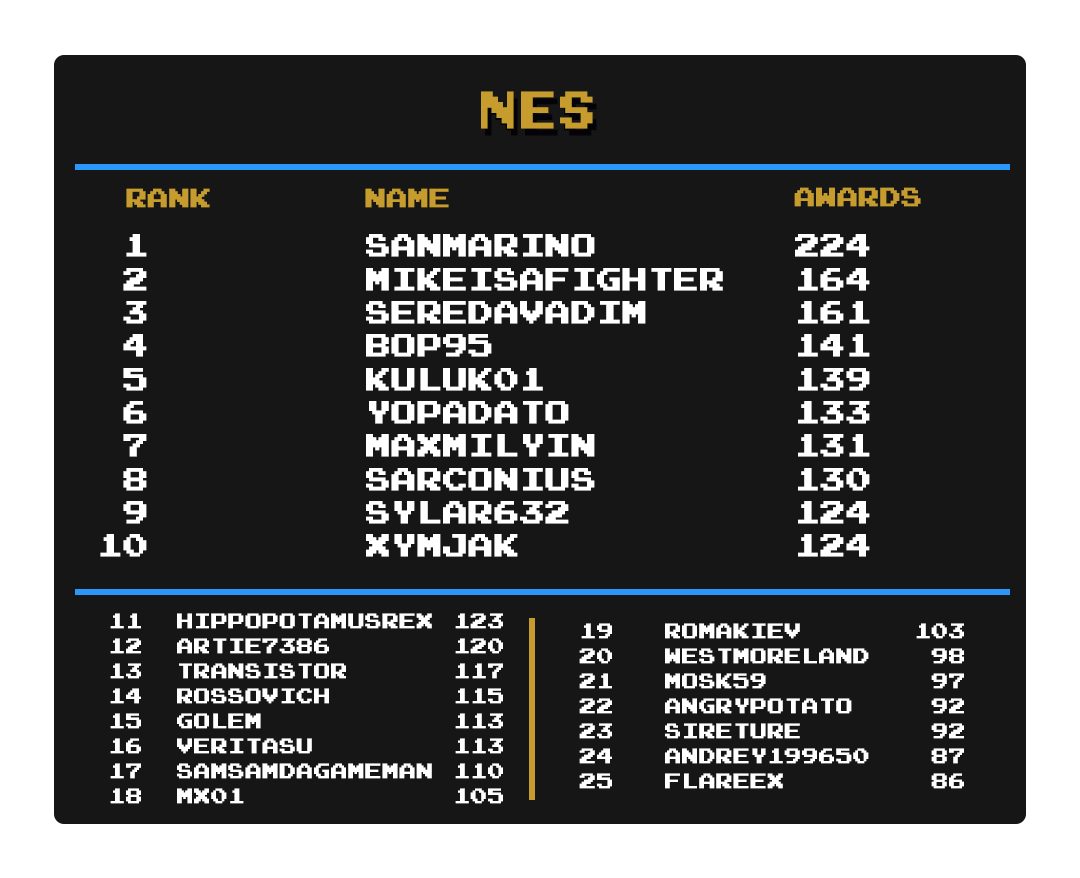 NES
RANK NAME AWARDS
1 SANMARINO 224
2 MIKEISAFIGHTER 164
3 SEREDAVADIM 161
4 BOP95 141
5 KULUK01 139
6 YOPADATO 133
7 MAXMILYIN 131
8 SARCONIUS 130
9 SYLAR632 124
10 XYMJAK 124
11 HIPPOPOTAMUSREX 123
12 ARTIE7386 120
13 TRANSISTOR 117
14 ROSSOVICH 115
15 GOLEM 113
16 VERITASU 113
17 SAMSAMDAGAMEMAN 110
18 MX01 105
19 ROMAKIEV 103
20 WESTMORELAND 98
21 MOSK59 97
22 ANGRYPOTATO 92
23 SIRETURE 92
24 ANDREY199650 87
25 FLAREEX 86